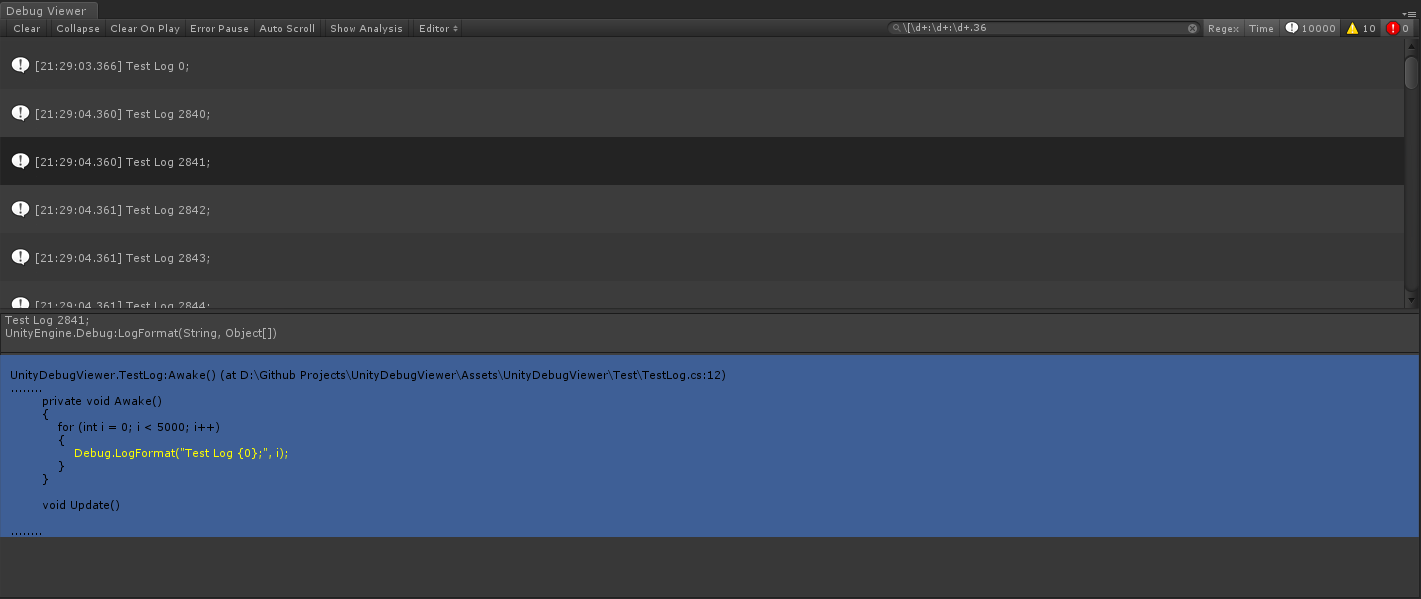 Debug Viewer
Clear Collapse Clear On Play Error Pause Auto Scroll Show Analysis Editor \[\d+:\d+:\d+.36 Regex Time 10000 10 0
[21:29:03.366] Test Log 0;
[21:29:04.360] Test Log 2840;
[21:29:04.360] Test Log 2841;
[21:29:04.361] Test Log 2842;
[21:29:04.361] Test Log 2843;
[21:29:04.361] Test Log 2844;
Test Log 2841;
UnityEngine.Debug:LogFormat(String, Object[])
UnityDebugViewer.TestLog:Awake() (at D:\Github Projects\UnityDebugViewer\Assets\UnityDebugViewer\Test\TestLog.cs:12)
........
private void Awake()
{
for (int i = 0; i < 5000; i++)
{
Debug.LogFormat("Test Log {0};", i);
}
}
void Update()
........